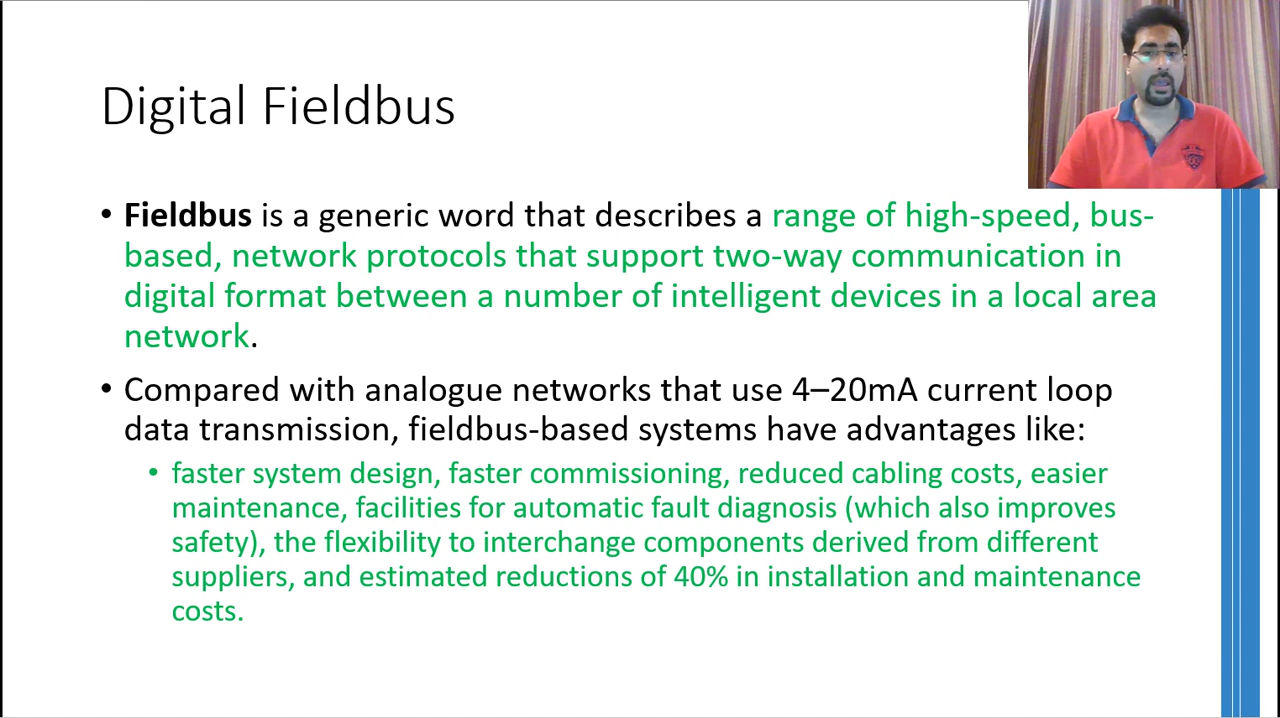 Digital Fieldbus
• Fieldbus is a generic word that describes a range of high-speed, bus-
based, network protocols that support two-way communication in
digital format between a number of intelligent devices in a local area
network.
• Compared with analogue networks that use 4–20mA current loop
data transmission, fieldbus-based systems have advantages like:
• faster system design, faster commissioning, reduced cabling costs, easier
maintenance, facilities for automatic fault diagnosis (which also improves
safety), the flexibility to interchange components derived from different
suppliers, and estimated reductions of 40% in installation and maintenance
costs.